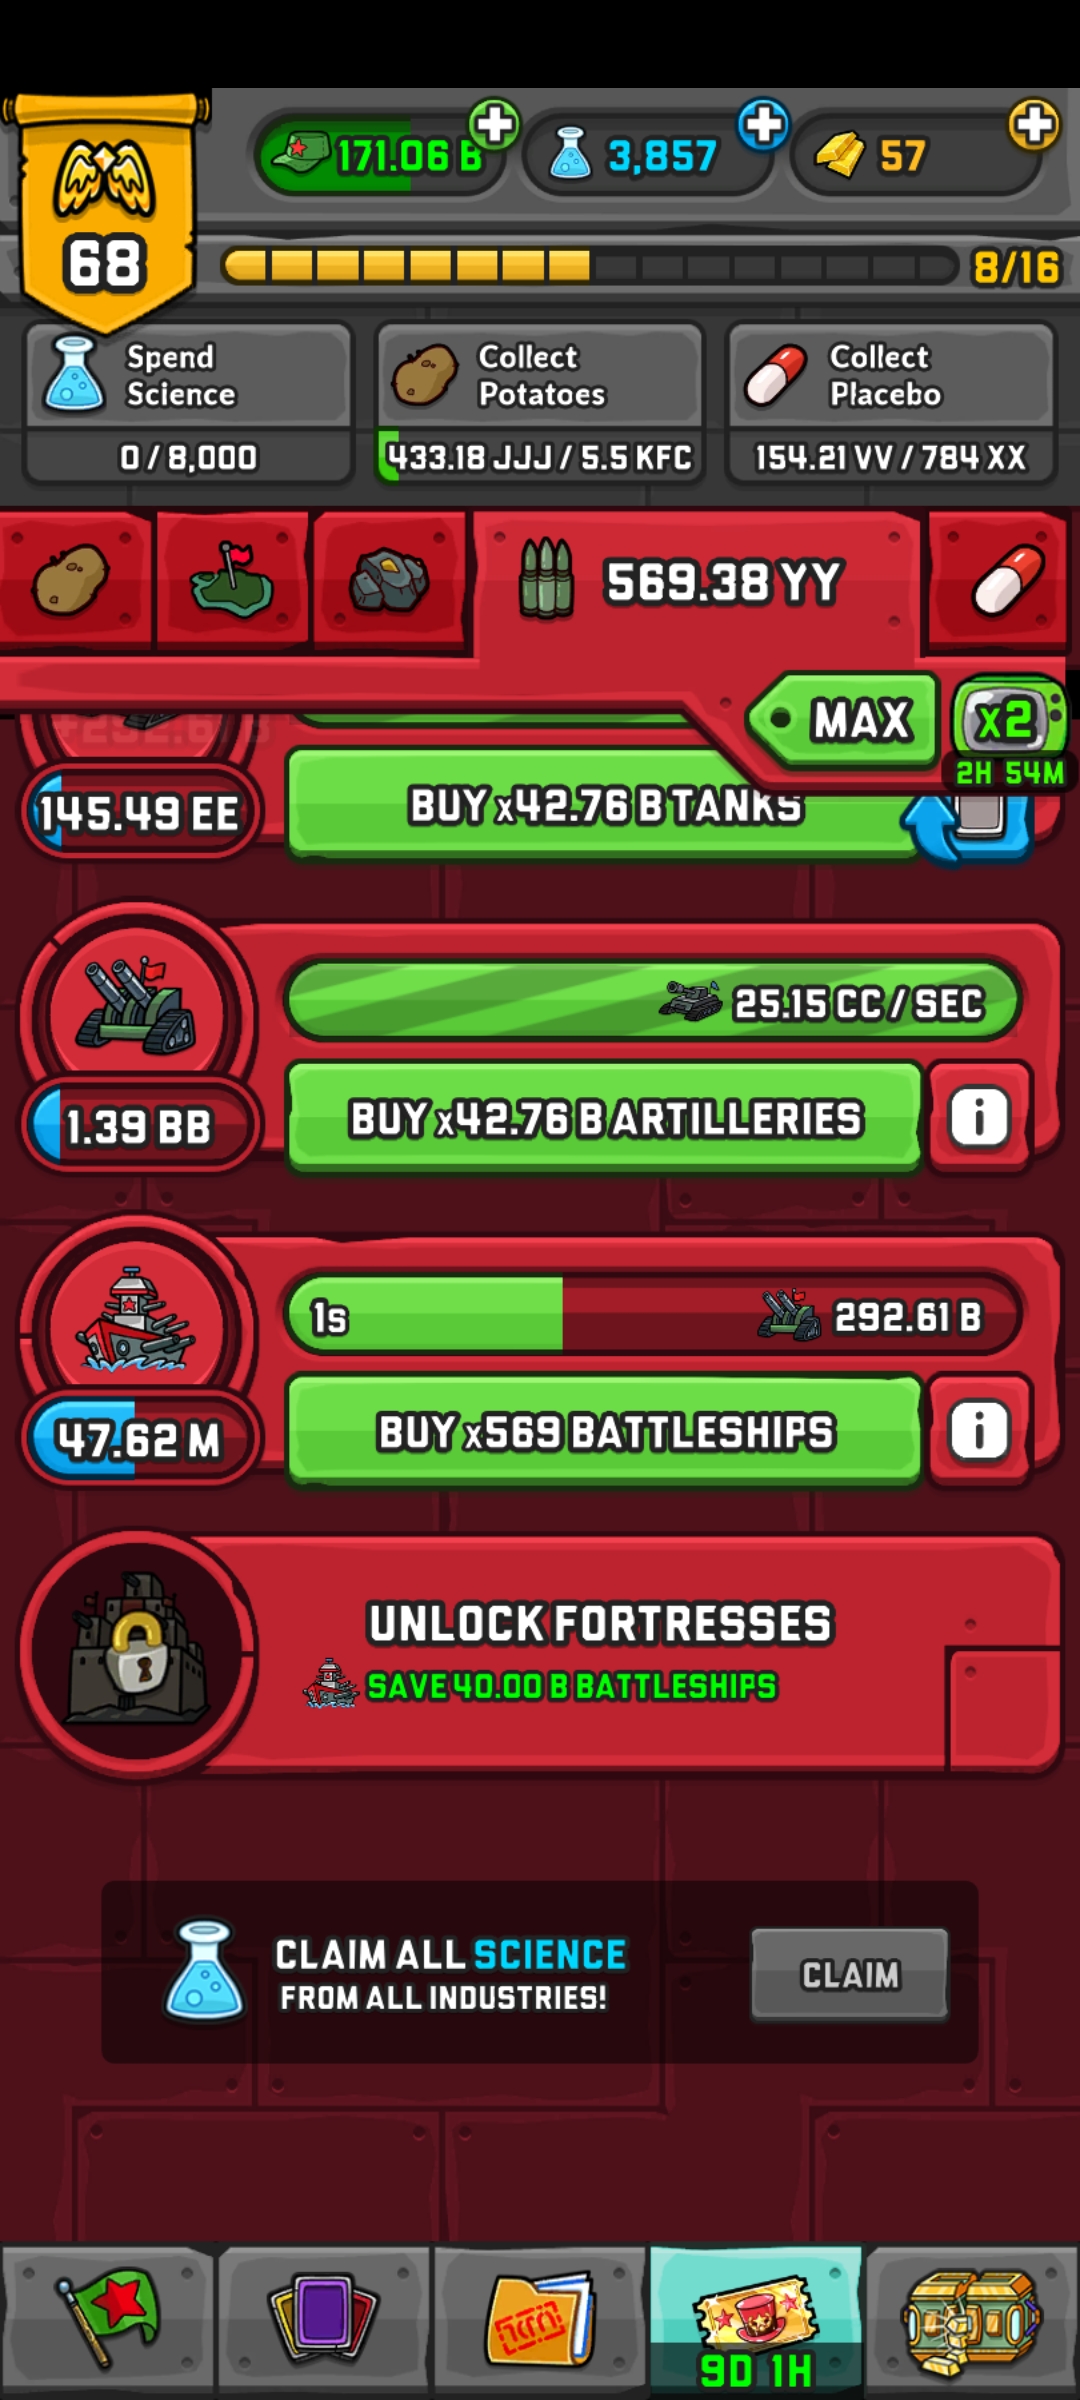 171.06 B
3,857
57
68
8/16
Spend
Science
0 / 8,000
Collect
Potatoes
433.18 JJJ / 5.5 KFC
Collect
Placebo
154.21 VV / 784 XX
569.38 YY
MAX
x2
2H 54M
145.49 EE
BUY x42.76 B TANKS
25.15 CC / SEC
1.39 BB
BUY x42.76 B ARTILLERIES
i
1s
292.61 B
47.62 M
BUY x569 BATTLESHIPS
i
UNLOCK FORTRESSES
SAVE 40.00 B BATTLESHIPS
CLAIM ALL SCIENCE
FROM ALL INDUSTRIES!
CLAIM
9D 1H